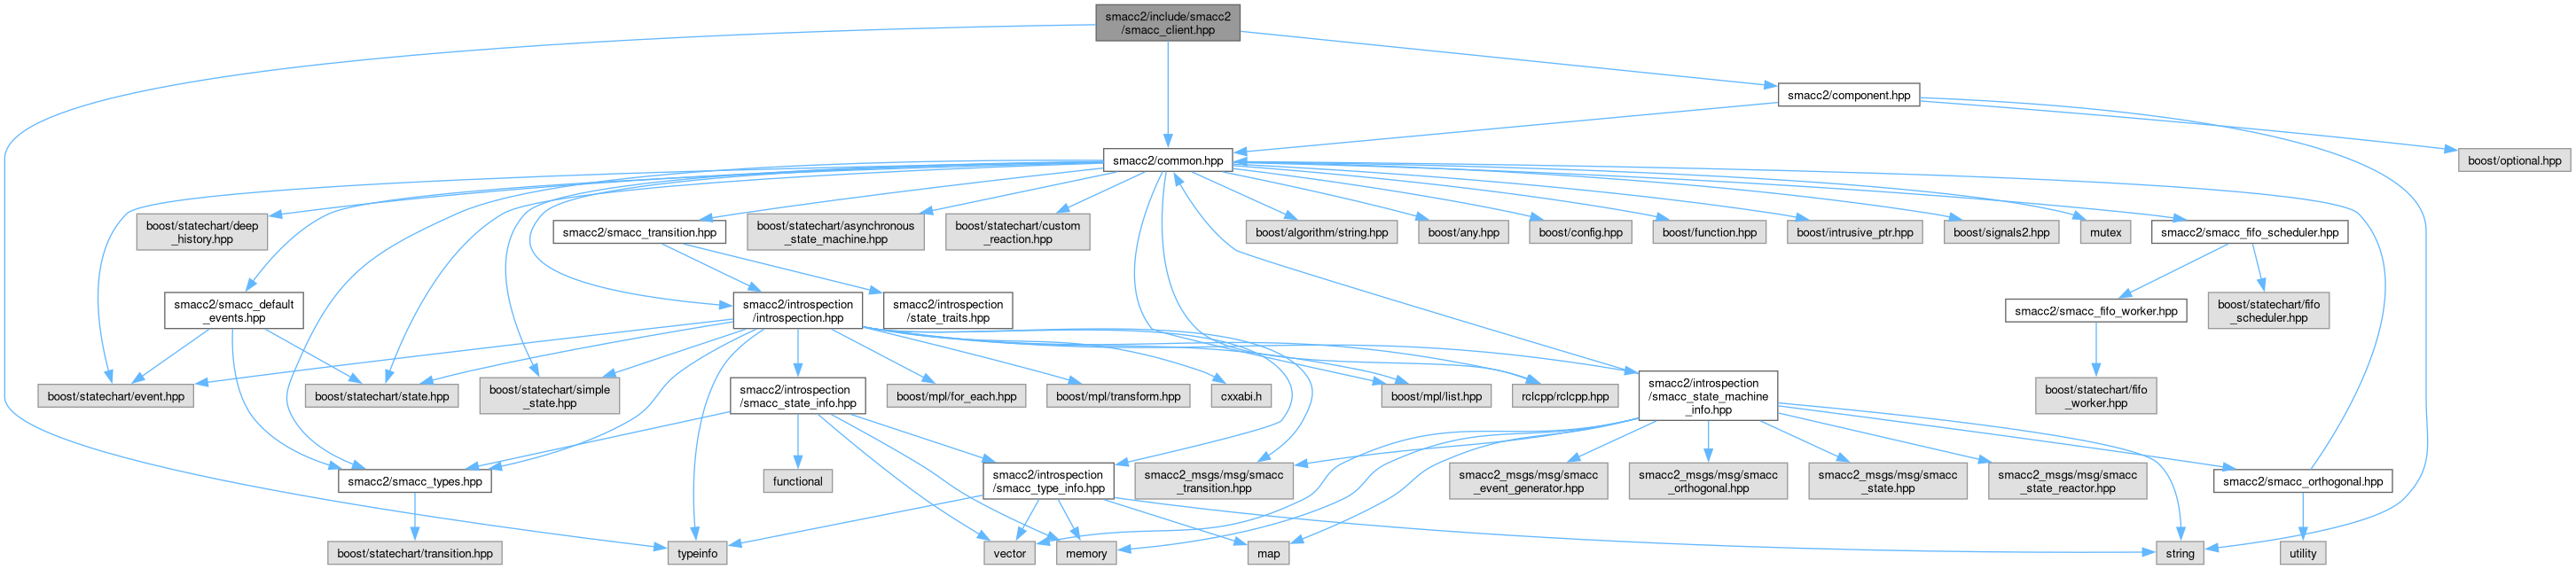 smacc2/include/smacc2
/smacc_client.hpp
smacc2/component.hpp
smacc2/common.hpp
boost/optional.hpp
boost/statechart/deep
_history.hpp
smacc2/smacc_transition.hpp
boost/statechart/asynchronous
_state_machine.hpp
boost/statechart/custom
_reaction.hpp
boost/algorithm/string.hpp
boost/any.hpp
boost/config.hpp
boost/function.hpp
boost/intrusive_ptr.hpp
boost/signals2.hpp
mutex
smacc2/smacc_fifo_scheduler.hpp
smacc2/smacc_default
_events.hpp
smacc2/introspection
/introspection.hpp
smacc2/introspection
/state_traits.hpp
smacc2/smacc_fifo_worker.hpp
boost/statechart/fifo
_scheduler.hpp
boost/statechart/event.hpp
boost/statechart/state.hpp
boost/statechart/simple
_state.hpp
smacc2/introspection
/smacc_state_info.hpp
boost/mpl/for_each.hpp
boost/mpl/transform.hpp
cxxabi.h
boost/mpl/list.hpp
rclcpp/rclcpp.hpp
smacc2/introspection
/smacc_state_machine
_info.hpp
boost/statechart/fifo
_worker.hpp
smacc2/smacc_types.hpp
functional
smacc2/introspection
/smacc_type_info.hpp
smacc2_msgs/msg/smacc
_transition.hpp
smacc2_msgs/msg/smacc
_event_generator.hpp
smacc2_msgs/msg/smacc
_orthogonal.hpp
smacc2_msgs/msg/smacc
_state.hpp
smacc2_msgs/msg/smacc
_state_reactor.hpp
smacc2/smacc_orthogonal.hpp
boost/statechart/transition.hpp
typeinfo
vector
memory
map
string
utility